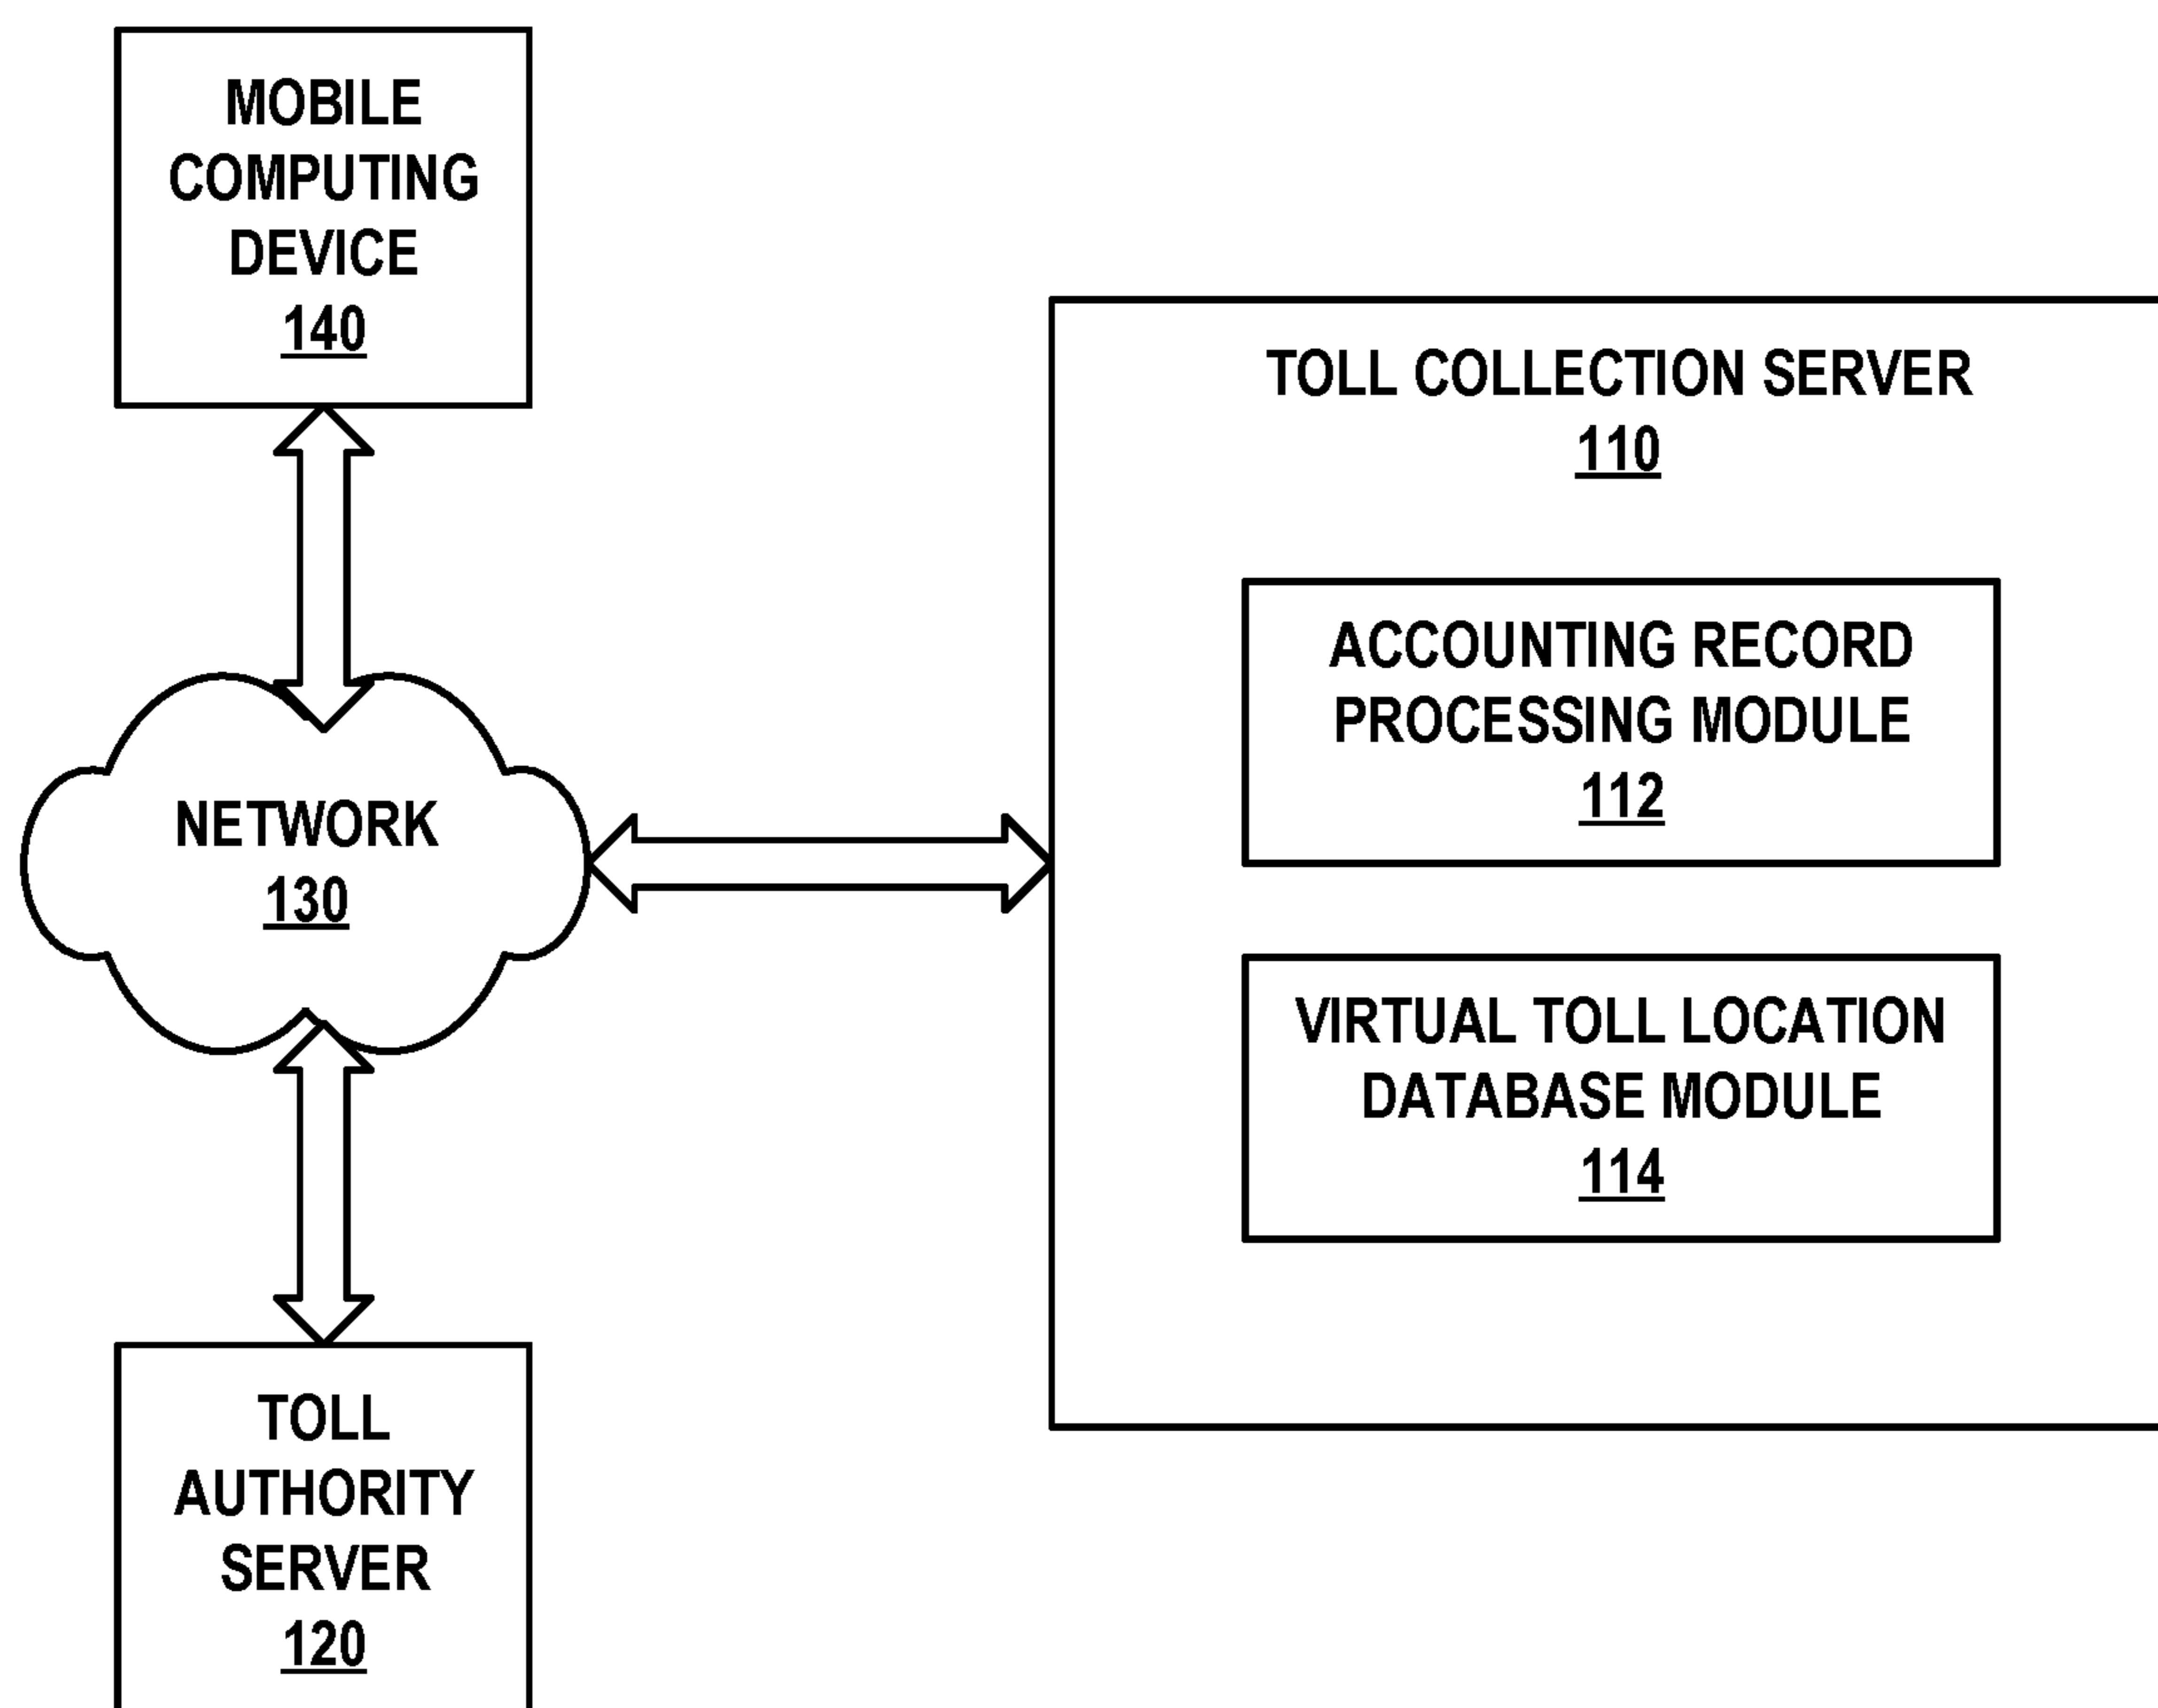 MOBILE
COMPUTING
DEVICE
140
TOLL COLLECTION SERVER
110
ACCOUNTING RECORD
PROCESSING MODULE
112
NETWORK
130
VIRTUAL TOLL LOCATION
DATABASE MODULE
114
TOLL
AUTHORITY
SERVER
120